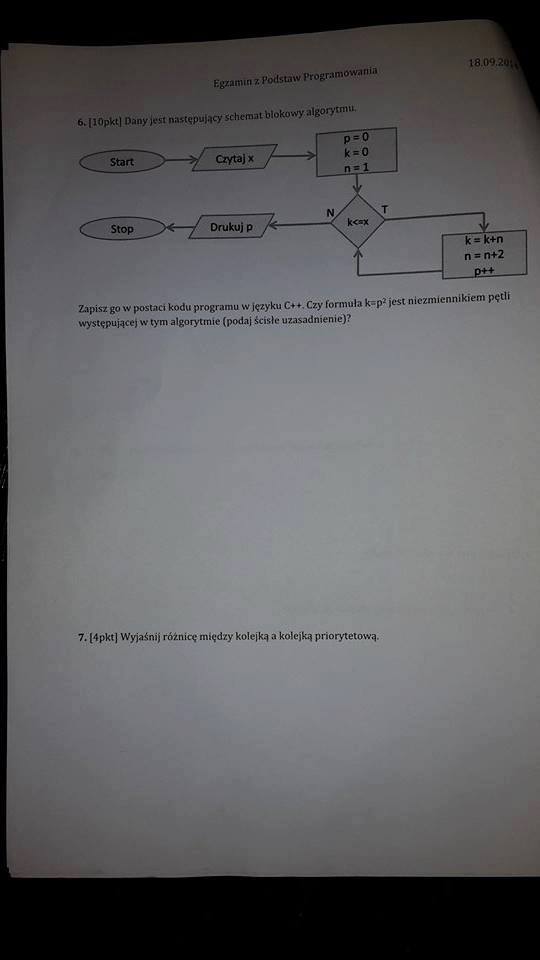 Egzamin z Podstaw Programowania
18.09.20
6. [10pkt] Dany jest następujący schemat blokowy algorytmu.
Start
Czytaj x
p = 0
k = 0
n = 1
N
T
k<=x
Stop
Drukuj p
k = k+n
n = n+2
p++
Zapisz go w postaci kodu programu w języku C++. Czy formuła k=p² jest niezmiennikiem pętli
występującej w tym algorytmie (podaj ścisłe uzasadnienie)?
7. [4pkt] Wyjaśnij różnicę między kolejką a kolejką priorytetową.